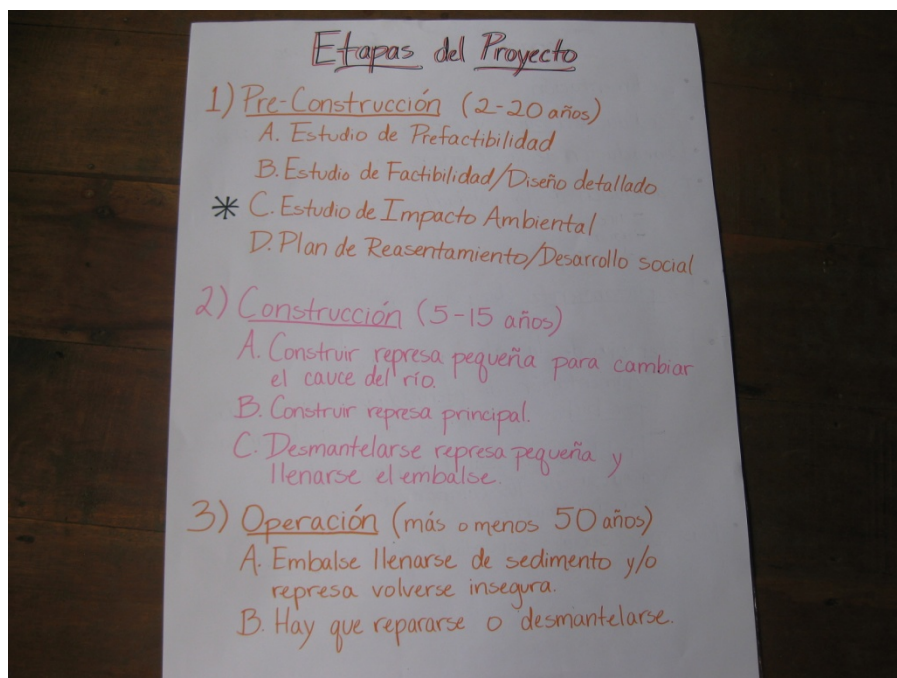 Etapas del Proyecto
1) Pre-Construcción (2-20 años)
A. Estudio de Prefactibilidad
B. Estudio de Factibilidad/Diseño detallado
* C. Estudio de Impacto Ambiental
D. Plan de Reasentamiento/Desarrollo social
2) Construcción (5-15 años)
A. Construir represa pequeña para cambiar
el cauce del río.
B. Construir represa principal.
C. Desmantelarse represa pequeña y
llenarse el embalse.
3) Operación (más o menos 50 años)
A. Embalse llenarse de sedimento y/o
represa volverse insegura.
B. Hay que repararse o desmantelarse.